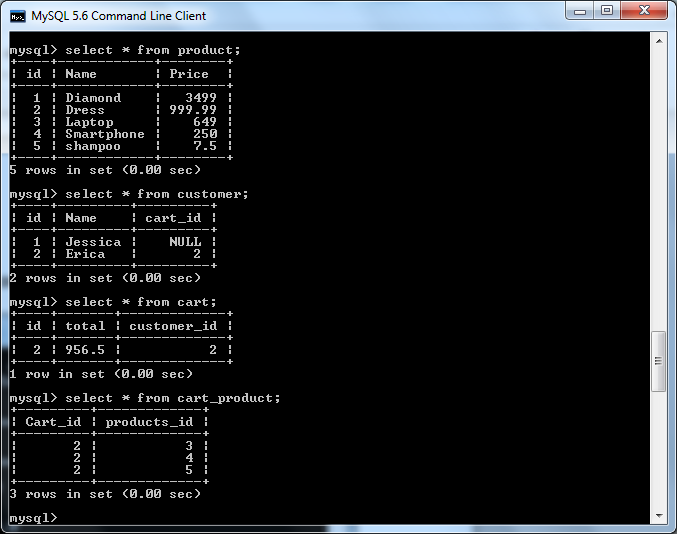 MySQL 5.6 Command Line Client
mysql> select * from product;
+----+------------+--------+
| id | Name       | Price  |
+----+------------+--------+
|  1 | Diamond    |   3499 |
|  2 | Dress      | 999.99 |
|  3 | Laptop     |    649 |
|  4 | Smartphone |    250 |
|  5 | shampoo    |    7.5 |
+----+------------+--------+
5 rows in set (0.00 sec)
mysql> select * from customer;
+----+---------+---------+
| id | Name    | cart_id |
+----+---------+---------+
|  1 | Jessica |    NULL |
|  2 | Erica   |       2 |
+----+---------+---------+
2 rows in set (0.00 sec)
mysql> select * from cart;
+----+-------+-------------+
| id | total | customer_id |
+----+-------+-------------+
|  2 | 956.5 |           2 |
+----+-------+-------------+
1 row in set (0.00 sec)
mysql> select * from cart_product;
+---------+-------------+
| Cart_id | products_id |
+---------+-------------+
|       2 |           3 |
|       2 |           4 |
|       2 |           5 |
+---------+-------------+
3 rows in set (0.00 sec)
mysql>